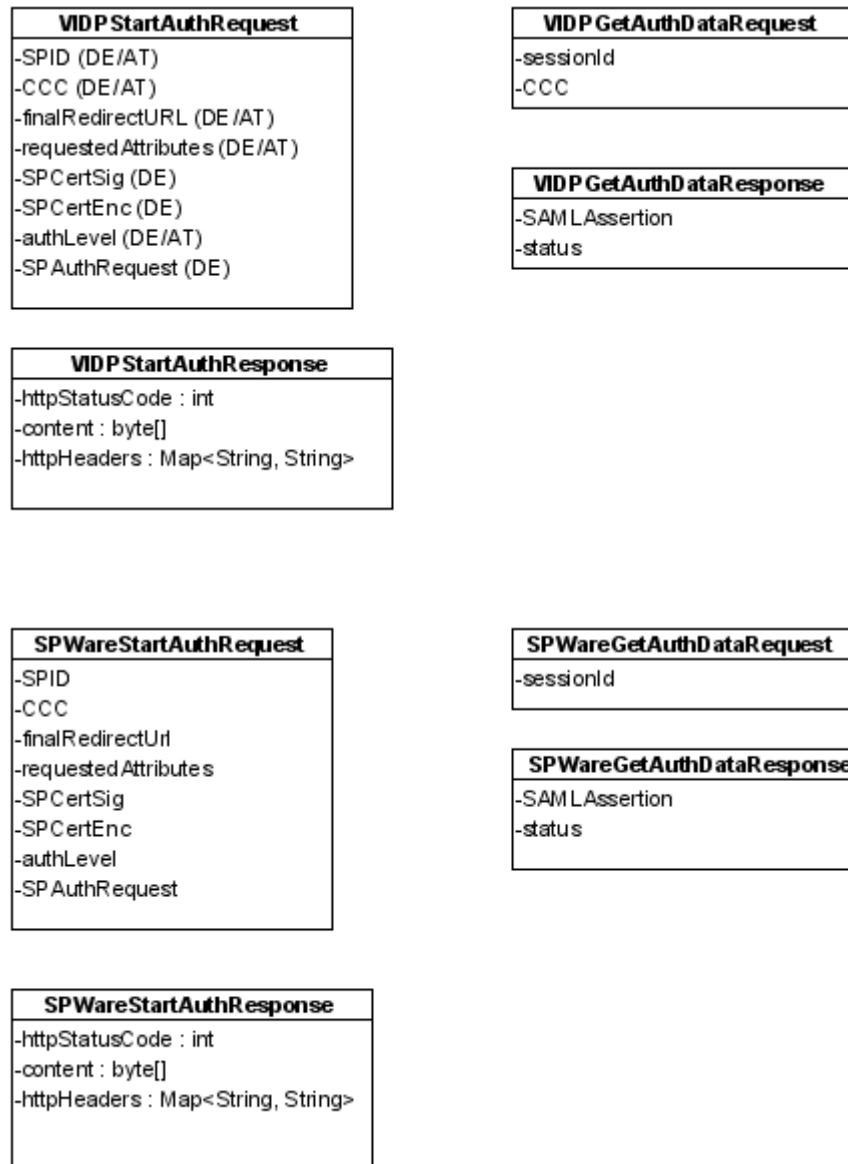 VIDPStartAuthRequest
-SPID (DE/AT)
-CCC (DE/AT)
-finalRedirectURL (DE/AT)
-requestedAttributes (DE/AT)
-SPCertSig (DE)
-SPCertEnc (DE)
-authLevel (DE/AT)
-SPAuthRequest (DE)
VIDPGetAuthDataRequest
-sessionId
-CCC
VIDPGetAuthDataResponse
-SAMLAssertion
-status
VIDPStartAuthResponse
-httpStatusCode : int
-content : byte[]
-httpHeaders : Map<String, String>
SPWareStartAuthRequest
-SPID
-CCC
-finalRedirectUrl
-requestedAttributes
-SPCertSig
-SPCertEnc
-authLevel
-SPAuthRequest
SPWareGetAuthDataRequest
-sessionId
SPWareGetAuthDataResponse
-SAMLAssertion
-status
SPWareStartAuthResponse
-httpStatusCode : int
-content : byte[]
-httpHeaders : Map<String, String>